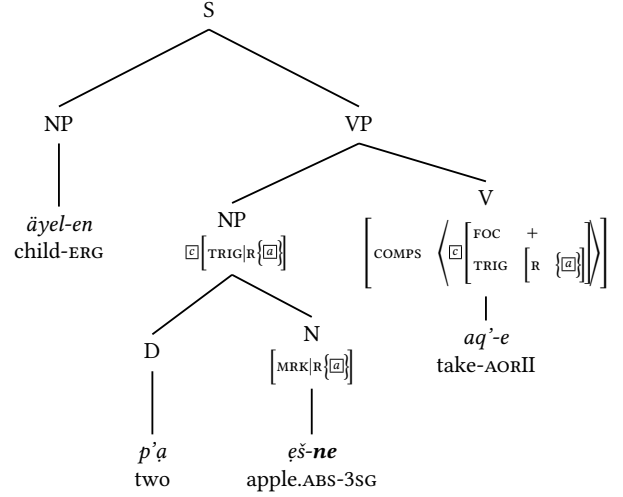 S
NP VP
NP V
äyel-en
child-ERG
[c] [TRIG|R{[a]}]
[COMPS ⟨[c] [FOC +
TRIG [R {[a]}]]⟩]
D N
[MRK|R{[a]}]
aq’-e
take-AORII
p’ạ ẹš-ne
two apple.ABS-3SG